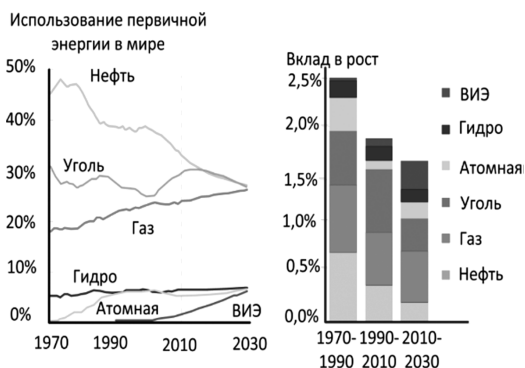 Использование первичной
энергии в мире
50%
40%
30%
20%
10%
0%
Нефть
Уголь
Газ
Гидро
Атомная
ВИЭ
1970
1990
2010
2030
Вклад в рост
2,5%
2,0%
1,5%
1,0%
0,5%
0,0%
1970-
1990
1990-
2010
2010-
2030
ВИЭ
Гидро
Атомная
Уголь
Газ
Нефть